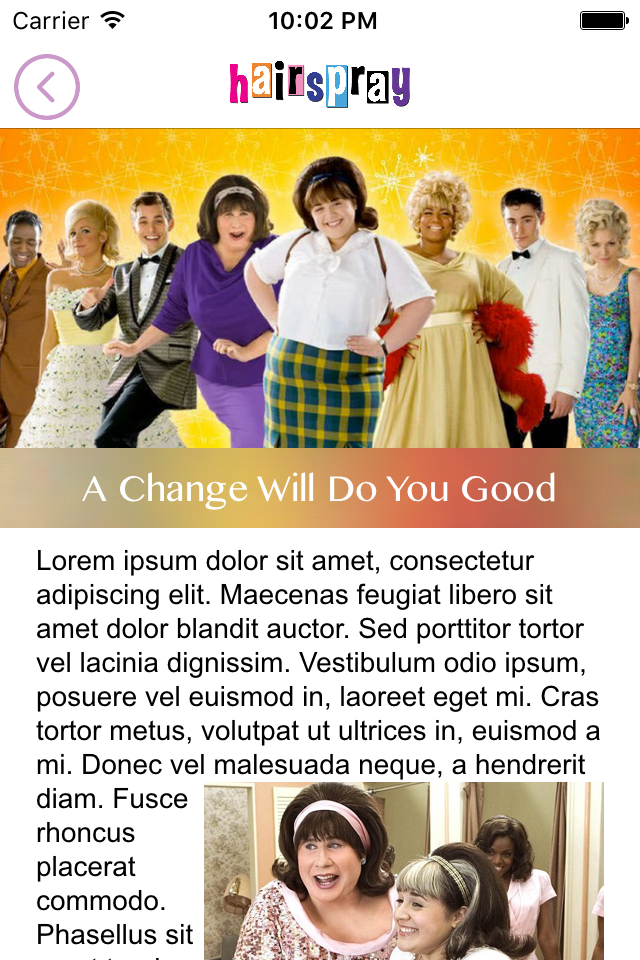 Carrier 10:02 PM
hairspray
A Change Will Do You Good
Lorem ipsum dolor sit amet, consectetur
adipiscing elit. Maecenas feugiat libero sit
amet dolor blandit auctor. Sed porttitor tortor
vel lacinia dignissim. Vestibulum odio ipsum,
posuere vel euismod in, laoreet eget mi. Cras
tortor metus, volutpat ut ultrices in, euismod a
mi. Donec vel malesuada neque, a hendrerit
diam. Fusce
rhoncus
placerat
commodo.
Phasellus sit